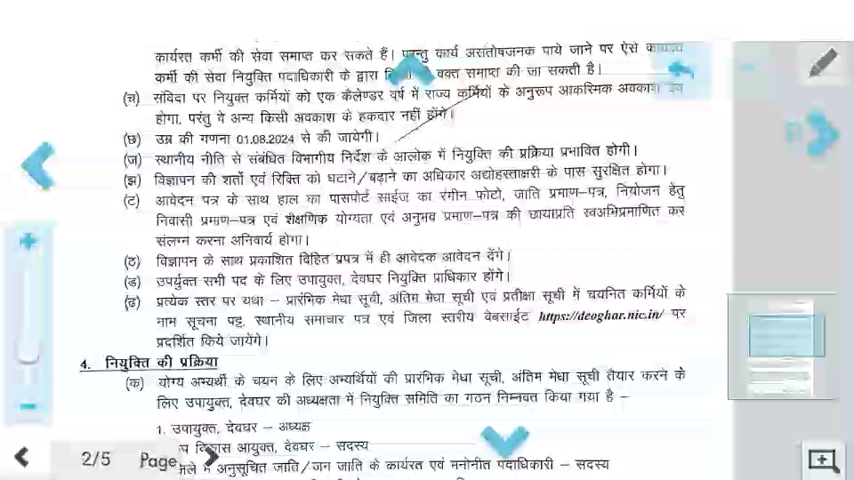 कार्यरत कर्मी की सेवा समाप्त कर सकते हैं। परन्तु कार्य असंतोषजनक पाये जाने पर ऐसे
कर्मी की सेवा नियुक्ति पदाधिकारी के द्वारा वक्त समाप्त की जा सकती है।
(च) संविदा पर नियुक्त कर्मियों को एक कैलेण्डर वर्ष में राज्य कर्मियों के अनुरूप आकस्मिक अवकाश देय
होगा, परंतु वे अन्य किसी अवकाश के हकदार नहीं होंगे।
(छ) उम्र की गणना 01.08.2024 से की जायेगी।
(ज) स्थानीय नीति से संबंधित विभागीय निर्देश के आलोक में नियुक्ति की प्रक्रिया प्रभावित होगी।
(झ) विज्ञापन की शर्तो एवं रिक्ति को घटाने/बढ़ाने का अधिकार अद्योहस्ताक्षरी के पास सुरक्षित होगा।
(ट) आवेदन पत्र के साथ हाल का पासपोर्ट साईज का रंगीन फोटो, जाति प्रमाण-पत्र, नियोजन हेतु
निवासी प्रमाण-पत्र एवं शैक्षणिक योग्यता एवं अनुभव प्रमाण-पत्र की छायाप्रति स्वअभिप्रमाणित कर
संलग्न करना अनिवार्य होगा।
(ठ) विज्ञापन के साथ प्रकाशित विहित प्रपत्र में ही आवेदक आवेदन देंगे।
(ड) उपर्युक्त सभी पद के लिए उपायुक्त, देवघर नियुक्ति प्राधिकार होंगे।
(ढ) प्रत्येक स्तर पर यथा – प्रारंभिक मेधा सूची, अंतिम मेधा सूची एवं प्रतीक्षा सूची में चयनित कर्मियों के
नाम सूचना पट्ट, स्थानीय समाचार पत्र एवं जिला स्तरीय वेबसाईट https://deoghar.nic.in/ पर
प्रदर्शित किये जायेंगे।
4. नियुक्ति की प्रक्रिया
(क) योग्य अभ्यर्थी के चयन के लिए अभ्यर्थियों की प्रारंभिक मेधा सूची, अंतिम मेधा सूची तैयार करने के
लिए उपायुक्त, देवघर की अध्यक्षता में नियुक्ति समिति का गठन निम्नवत किया गया है –
1. उपायुक्त, देवघर – अध्यक्ष
विकास आयुक्त, देवघर – सदस्य
में अनुसूचित जाति/जन जाति के कार्यरत एवं मनोनीत पदाधिकारी – सदस्य
2/5 Page